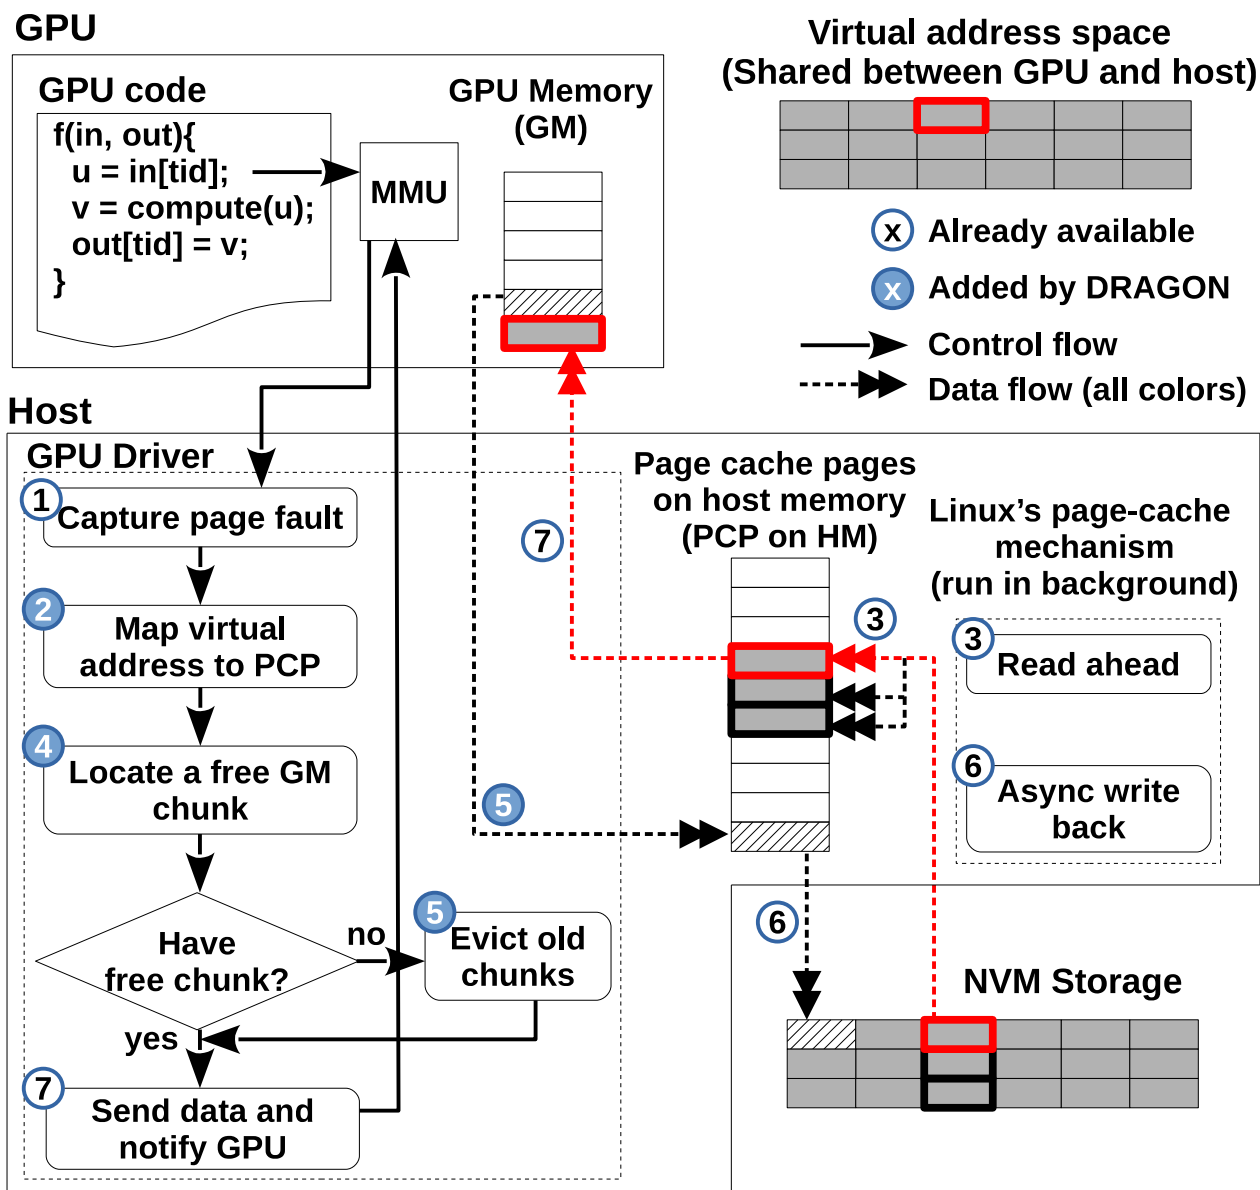 GPU
GPU code
f(in, out){
u = in[tid];
v = compute(u);
out[tid] = v;
}
MMU
GPU Memory
(GM)
Virtual address space
(Shared between GPU and host)
x Already available
x Added by DRAGON
Control flow
Data flow (all colors)
Host
GPU Driver
1
Capture page fault
2
Map virtual
address to PCP
4
Locate a free GM
chunk
Have
free chunk?
no
yes
5
Evict old
chunks
7
Send data and
notify GPU
7
5
Page cache pages
on host memory
(PCP on HM)
3
6
Linux’s page-cache
mechanism
(run in background)
3
Read ahead
6
Async write
back
NVM Storage